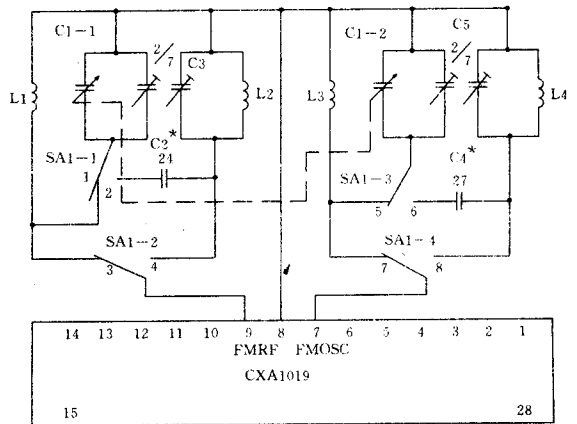 C1-1 C1-2 C5
2/7 C3 2/7
L1 L2 L3 L4
C2* C4*
SA1-1 24 27
1 2 SA1-3
5 6
SA1-2 SA1-4
3 4 7 8
14 13 12 11 10 9 8 7 6 5 4 3 2 1
FMRF FMOSC
CXA1019
15 28